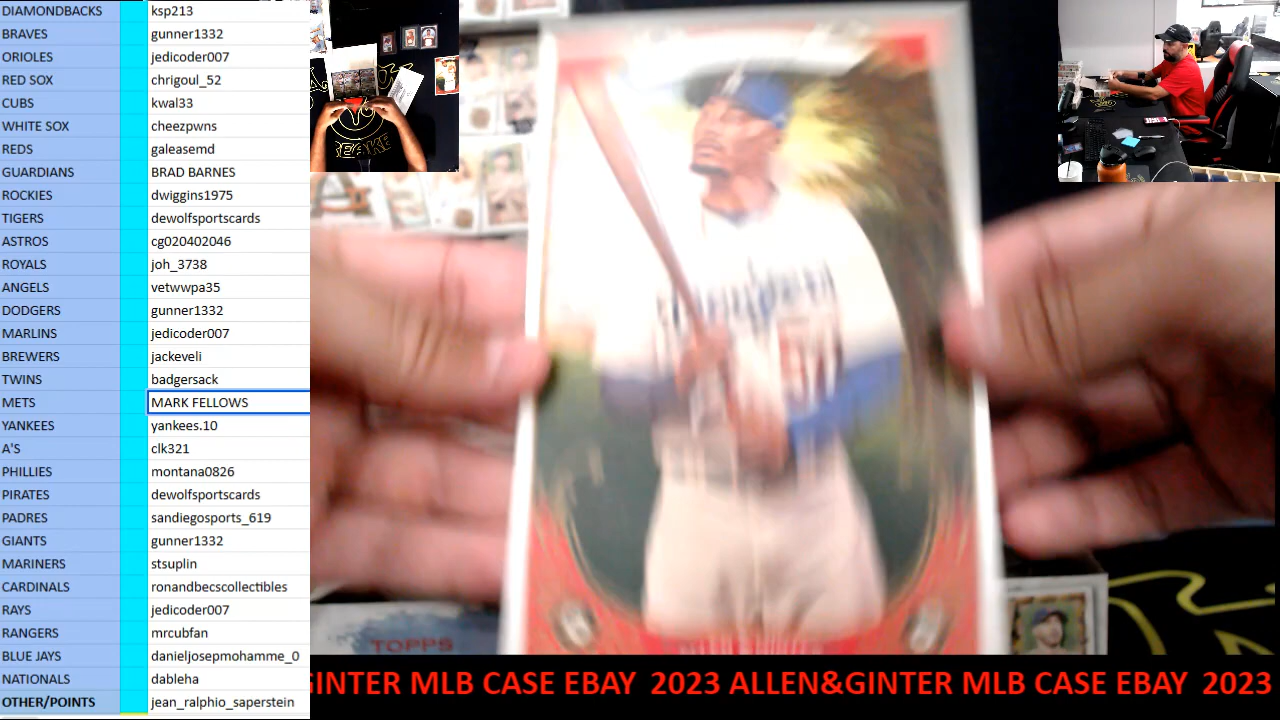 DIAMONDBACKS ksp213
BRAVES gunner1332
ORIOLES jedicoder007
RED SOX chrigoul_52
CUBS kwal33
WHITE SOX cheezpwns
REDS galeasemd
GUARDIANS BRAD BARNES
ROCKIES dwiggins1975
TIGERS dewolfsportscards
ASTROS cg020402046
ROYALS joh_3738
ANGELS vetwwpa35
DODGERS gunner1332
MARLINS jedicoder007
BREWERS jackeveli
TWINS badgersack
METS MARK FELLOWS
YANKEES yankees.10
A'S clk321
PHILLIES montana0826
PIRATES dewolfsportscards
PADRES sandiegosports_619
GIANTS gunner1332
MARINERS stsuplin
CARDINALS ronandbecscollectibles
RAYS jedicoder007
RANGERS mrcubfan
BLUE JAYS danieljosepmohamme_0
NATIONALS dableha
OTHER/POINTS jean_ralphio_saperstein
TOPPS
GINTER MLB CASE EBAY 2023 ALLEN&GINTER MLB CASE EBAY 2023